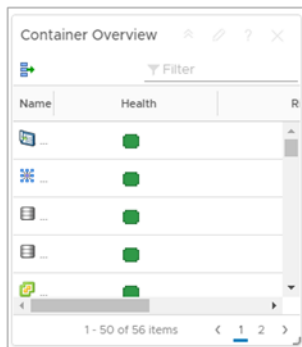 Container Overview ?
Filter
Name Health R
...
...
...
...
...
1 - 50 of 56 items 1 2